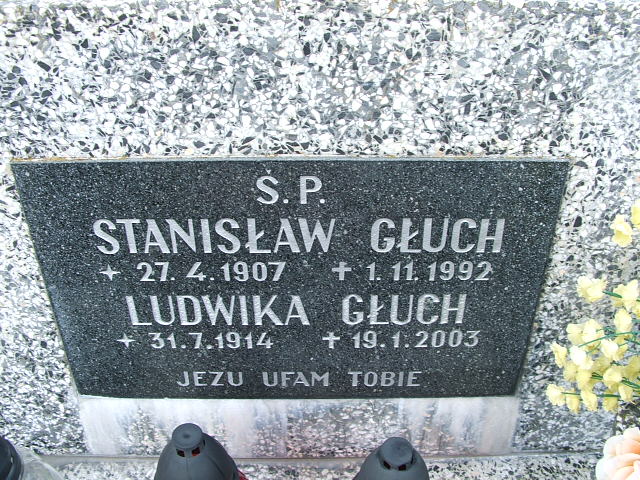 Ś.P.
STANISŁAW GŁUCH
+ 27.4.1907 + 1.11.1992
LUDWIKA GŁUCH
+ 31.7.1914 + 19.1.2003
JEZU UFAM TOBIE